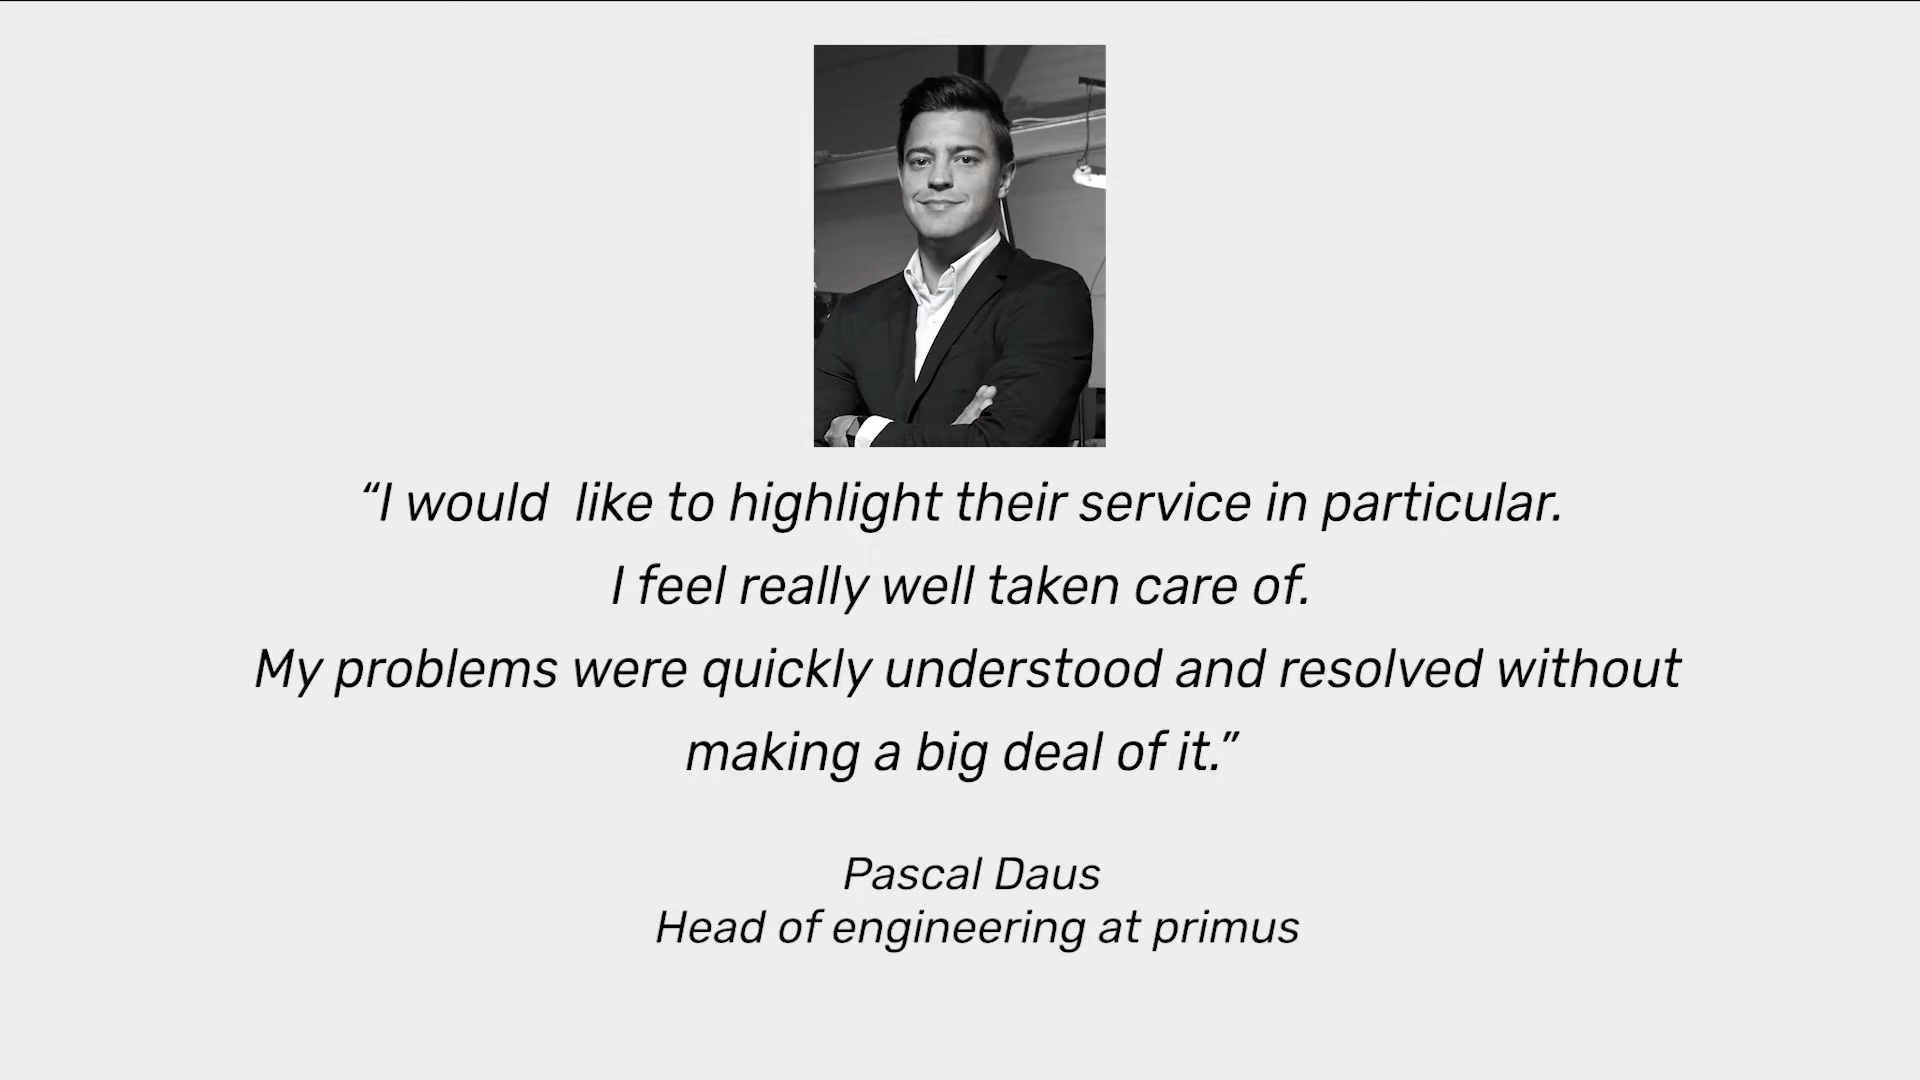 “I would  like to highlight their service in particular.
I feel really well taken care of.
My problems were quickly understood and resolved without
making a big deal of it.”
Pascal Daus
Head of engineering at primus